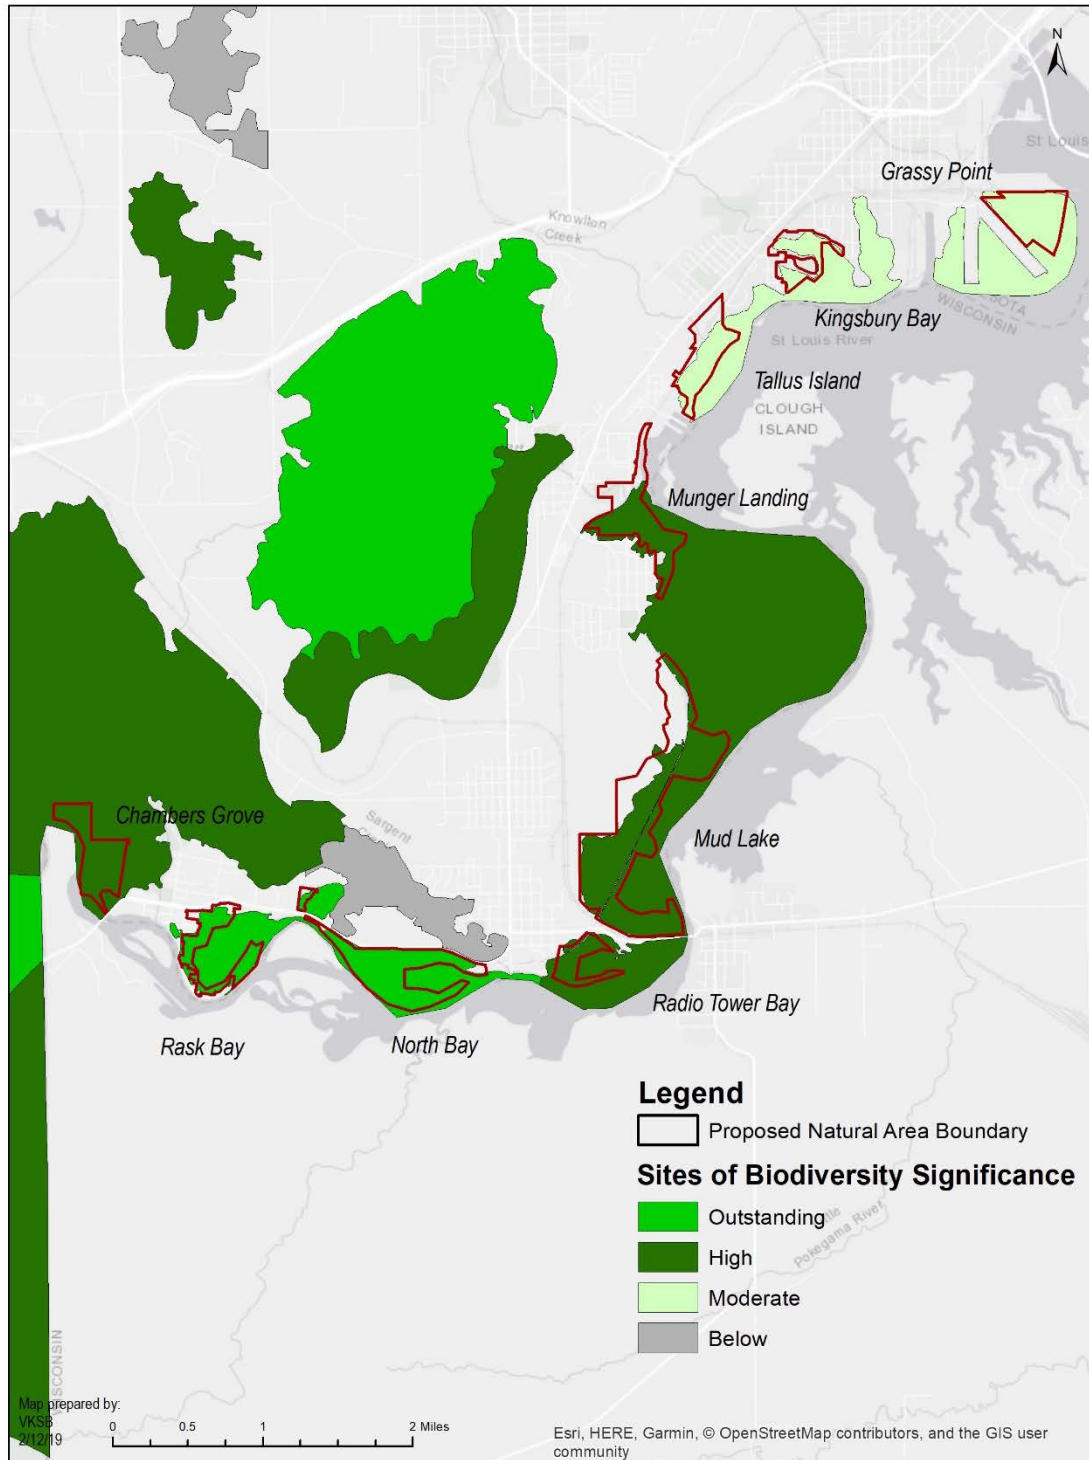 N
St Louis
Grassy Point
Knowlton
Creek
MINNESOTA
WISCONSIN
Kingsbury Bay
St Louis River
Tallus Island
CLOUGH
ISLAND
Munger Landing
Chambers Grove
Sargent
Mud Lake
Radio Tower Bay
Rask Bay
North Bay
Legend
Proposed Natural Area Boundary
Sites of Biodiversity Significance
Outstanding
High
Moderate
Below
Pokegama River
WISCONSIN
Map prepared by:
VKSB
2/12/19
0 0.5 1 2 Miles
Esri, HERE, Garmin, © OpenStreetMap contributors, and the GIS user
community